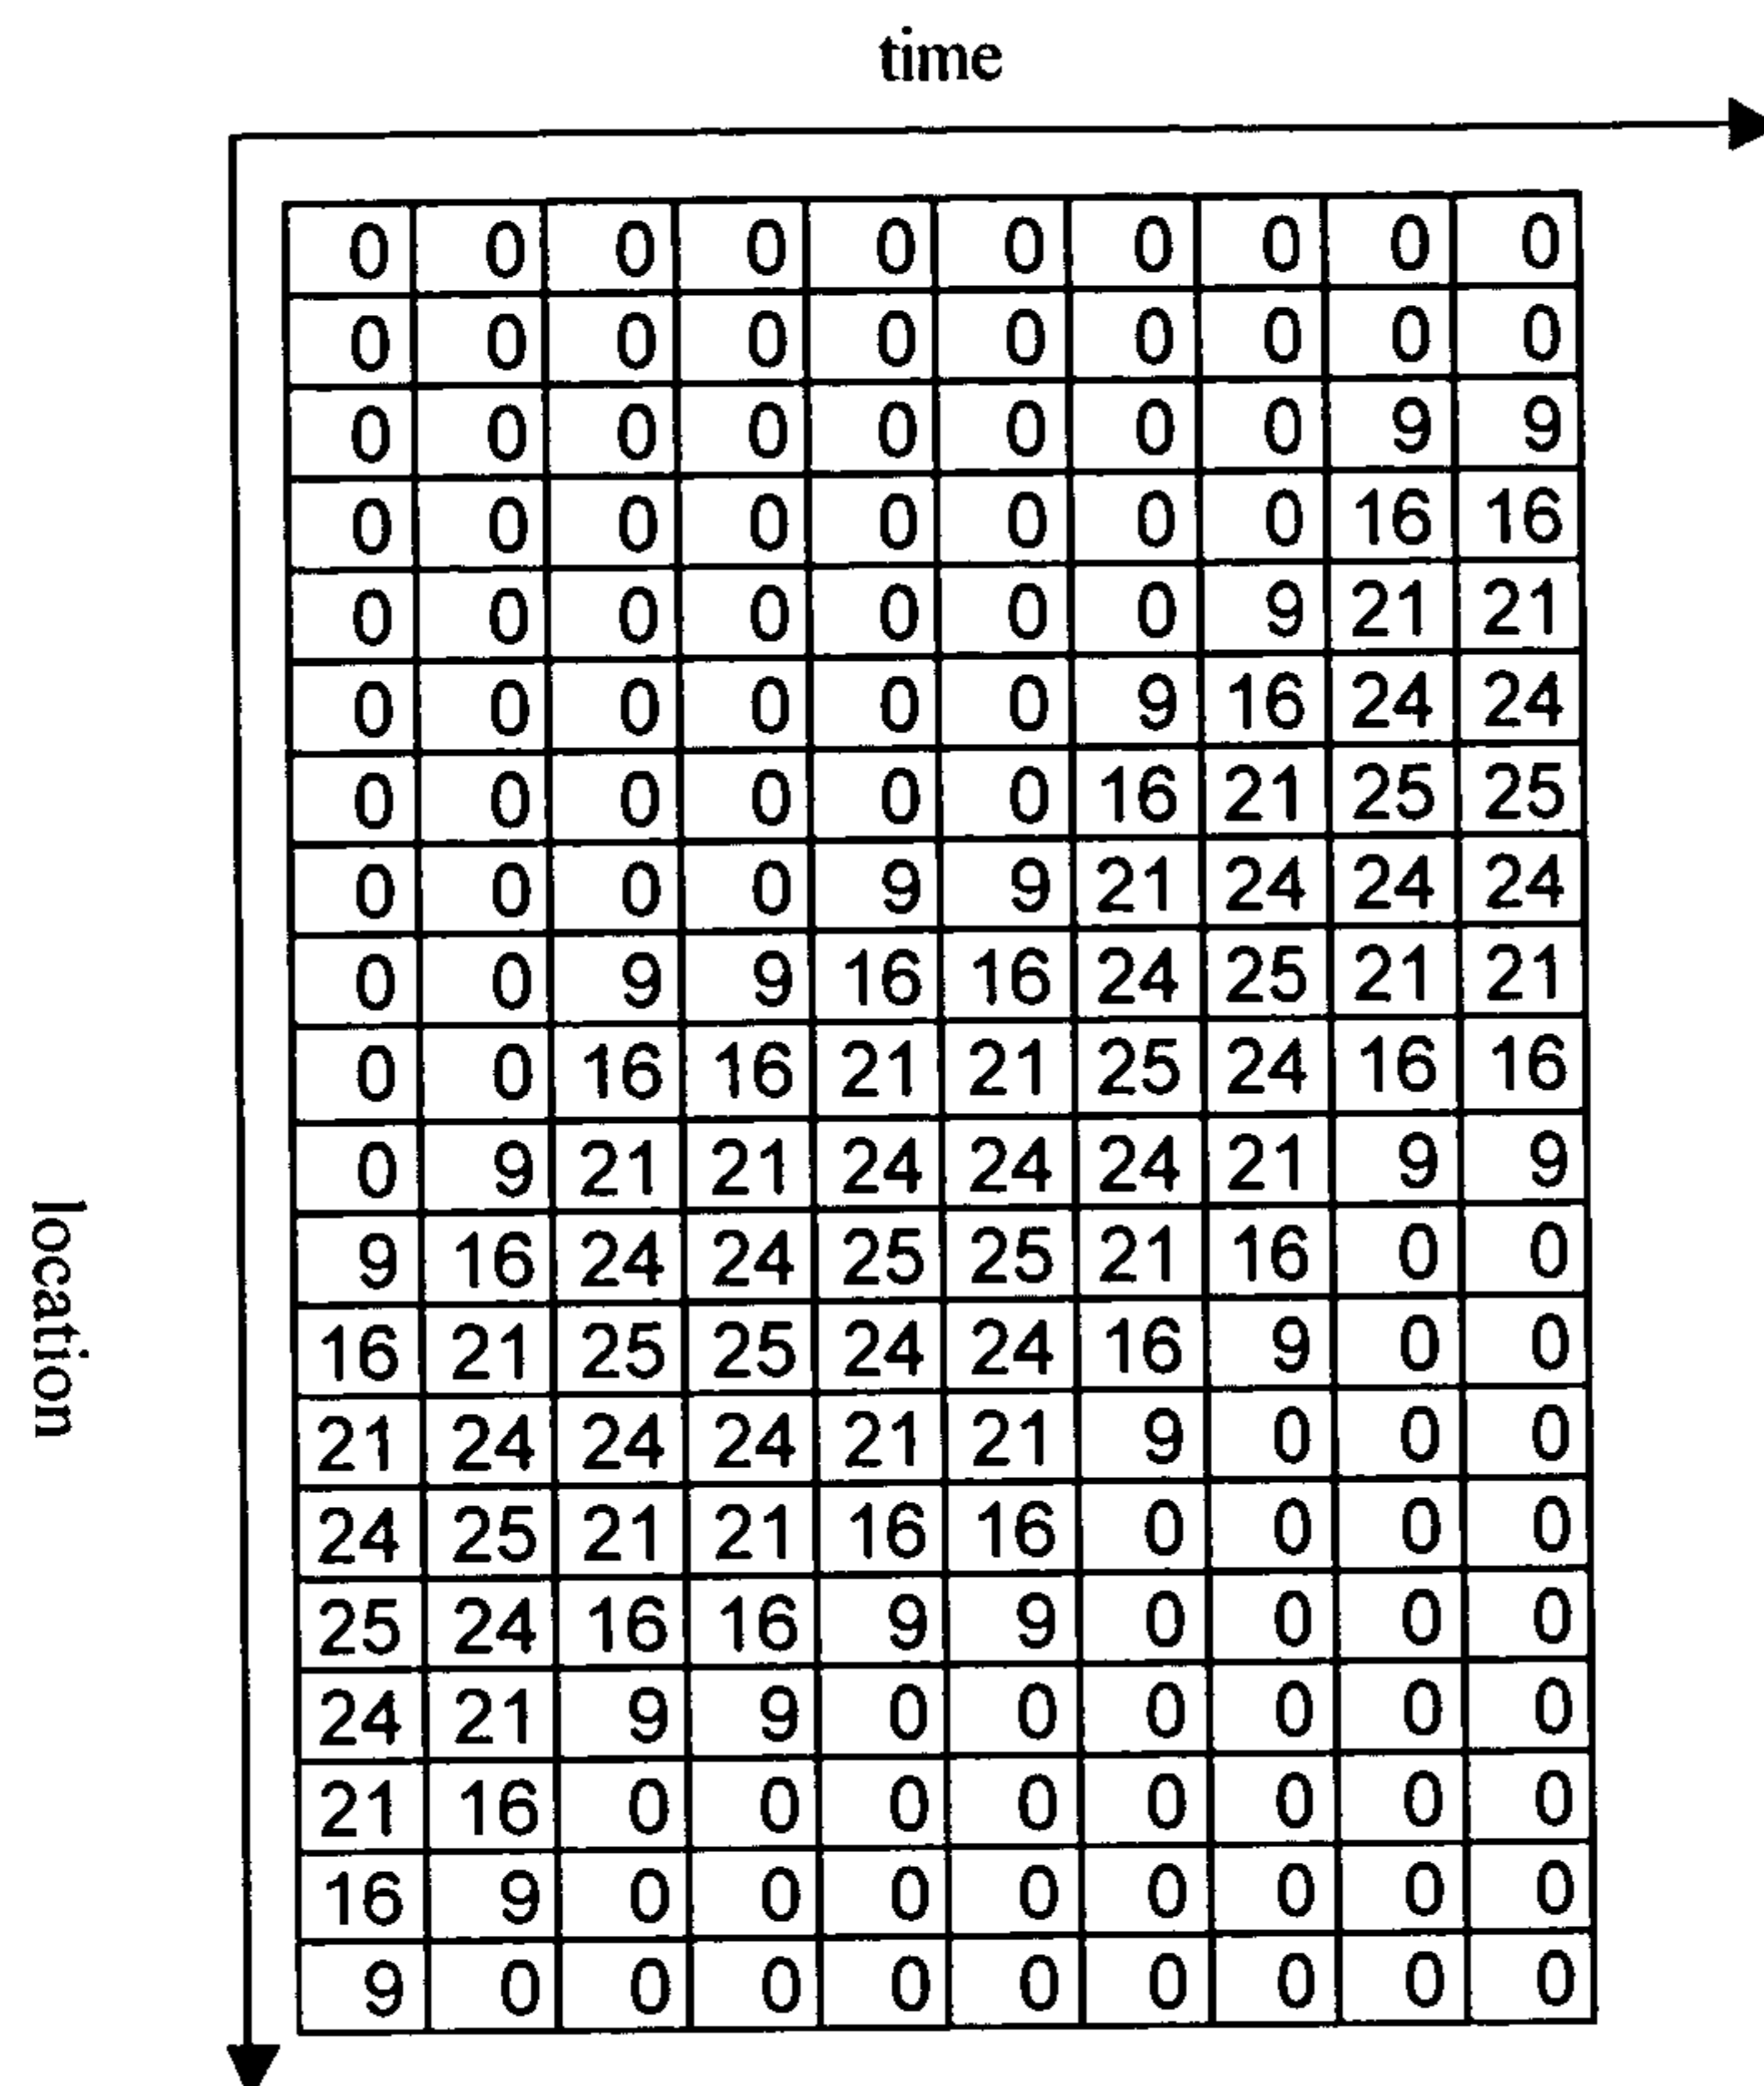 time
0 0 0 0 0 0 0 0 0 0
0 0 0 0 0 0 0 0 0 0
0 0 0 0 0 0 0 0 9 9
0 0 0 0 0 0 0 0 16 16
0 0 0 0 0 0 0 9 21 21
0 0 0 0 0 0 9 16 24 24
0 0 0 0 0 0 16 21 25 25
0 0 0 0 9 9 21 24 24 24
0 0 9 9 16 16 24 25 21 21
0 0 16 16 21 21 25 24 16 16
0 9 21 21 24 24 24 21 9 9
9 16 24 24 25 25 21 16 0 0
16 21 25 25 24 24 16 9 0 0
21 24 24 24 21 21 9 0 0 0
24 25 21 21 16 16 0 0 0 0
25 24 16 16 9 9 0 0 0 0
24 21 9 9 0 0 0 0 0 0
21 16 0 0 0 0 0 0 0 0
16 9 0 0 0 0 0 0 0 0
9 0 0 0 0 0 0 0 0 0
location